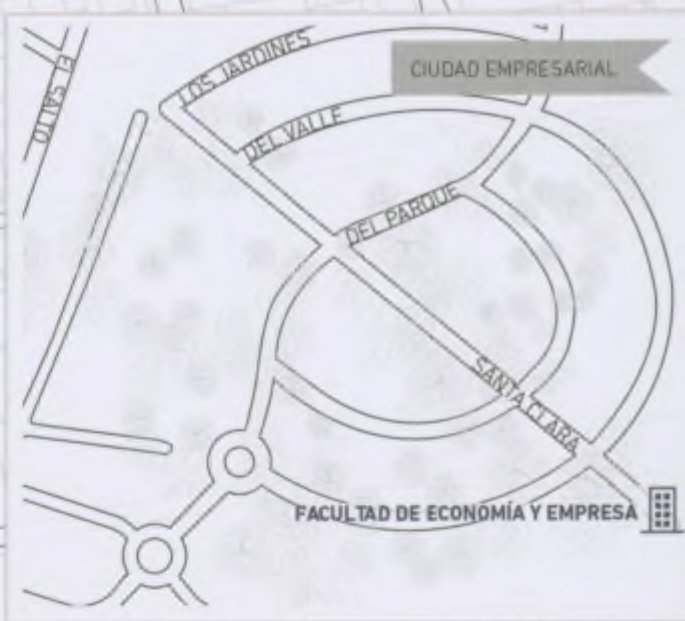 LOS JARDINES
CIUDAD EMPRESARIAL
EL SALTO
DEL VALLE
DEL PARQUE
SANTA CLARA
FACULTAD DE ECONOMÍA Y EMPRESA